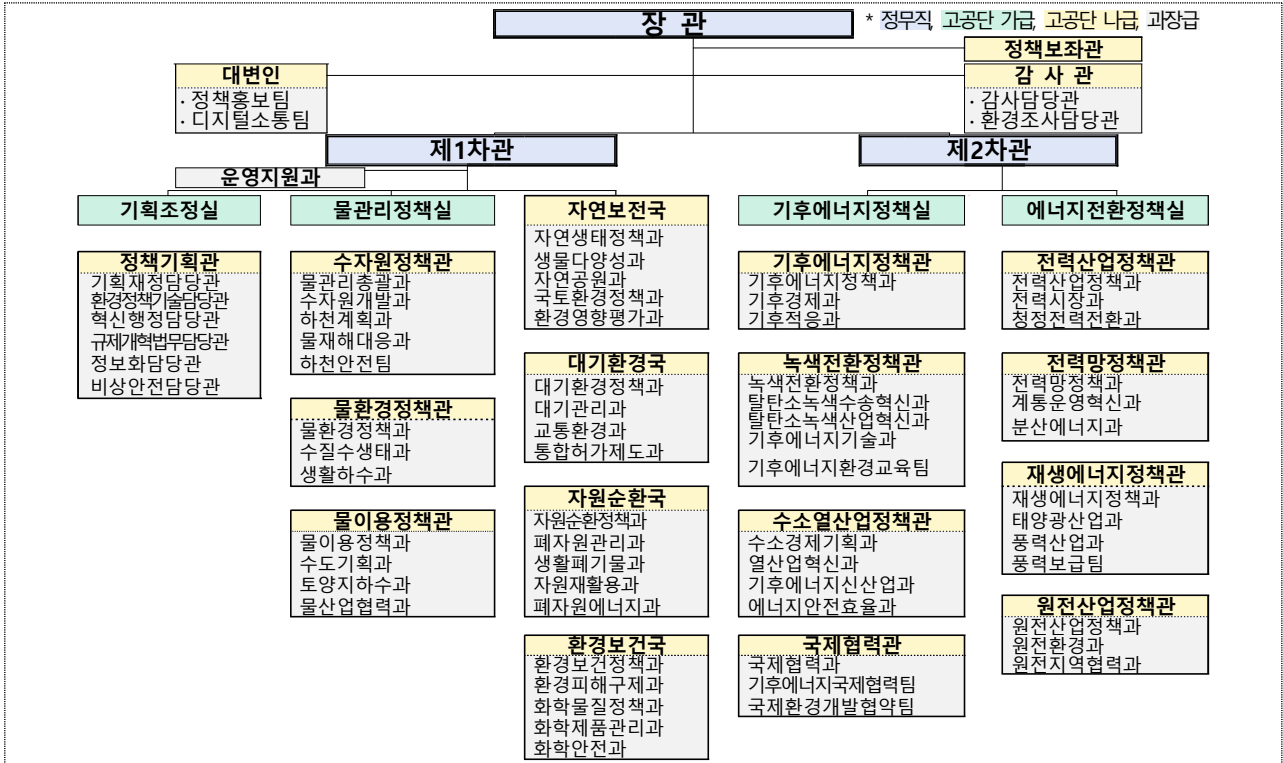 장 관
* 정무직, 고공단 가급, 고공단 나급, 과장급
정책보좌관
대변인
· 정책홍보팀
· 디지털소통팀
감 사 관
· 감사담당관
· 환경조사담당관
제1차관
제2차관
운영지원과
기획조정실
정책기획관
기획재정담당관
환경정책기술담당관
혁신행정담당관
규제개혁법무담당관
정보화담당관
비상안전담당관
물관리정책실
수자원정책관
물관리총괄과
수자원개발과
하천계획과
물재해대응과
하천안전팀
물환경정책관
물환경정책과
수질수생태과
생활하수과
물이용정책관
물이용정책과
수도기획과
토양지하수과
물산업협력과
자연보전국
자연생태정책과
생물다양성과
자연공원과
국토환경정책과
환경영향평가과
대기환경국
대기환경정책과
대기관리과
교통환경과
통합허가제도과
자원순환국
자원순환정책과
폐자원관리과
생활폐기물과
자원재활용과
폐자원에너지과
환경보건국
환경보건정책과
환경피해구제과
화학물질정책과
화학제품관리과
화학안전과
기후에너지정책실
기후에너지정책관
기후에너지정책과
기후경제과
기후적응과
녹색전환정책관
녹색전환정책과
탈탄소녹색수송혁신과
탈탄소녹색산업혁신과
기후에너지기술과
기후에너지환경교육팀
수소열산업정책관
수소경제기획과
열산업혁신과
기후에너지신산업과
에너지안전효율과
국제협력관
국제협력과
기후에너지국제협력팀
국제환경개발협약팀
에너지전환정책실
전력산업정책관
전력산업정책과
전력시장과
청정전력전환과
전력망정책관
전력망정책과
계통운영혁신과
분산에너지과
재생에너지정책관
재생에너지정책과
태양광산업과
풍력산업과
풍력보급팀
원전산업정책관
원전산업정책과
원전환경과
원전지역협력과